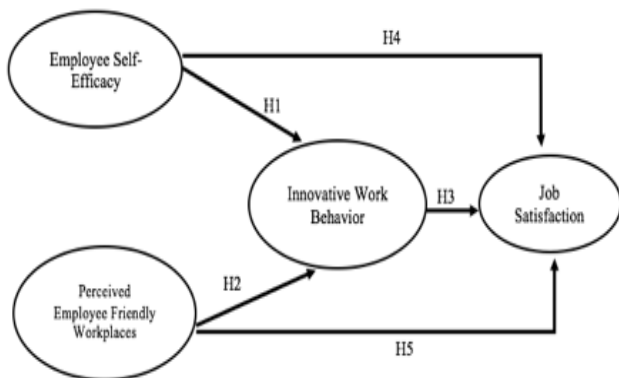 Employee Self-
Efficacy
H4
H1
Innovative Work
Behavior
H3
Job
Satisfaction
H2
Perceived
Employee Friendly
Workplaces
H5